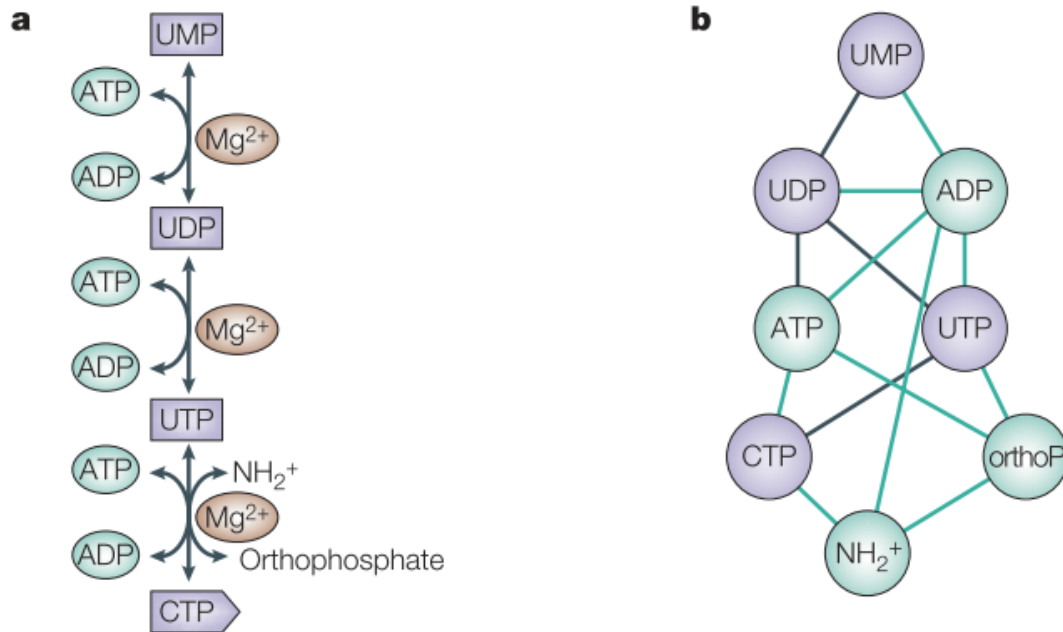 a
UMP
ATP
Mg²⁺
ADP
UDP
ATP
Mg²⁺
ADP
UTP
ATP
NH₂⁺
Mg²⁺
ADP
Orthophosphate
CTP
b
UMP
UDP
ADP
ATP
UTP
CTP
orthoP
NH₂⁺